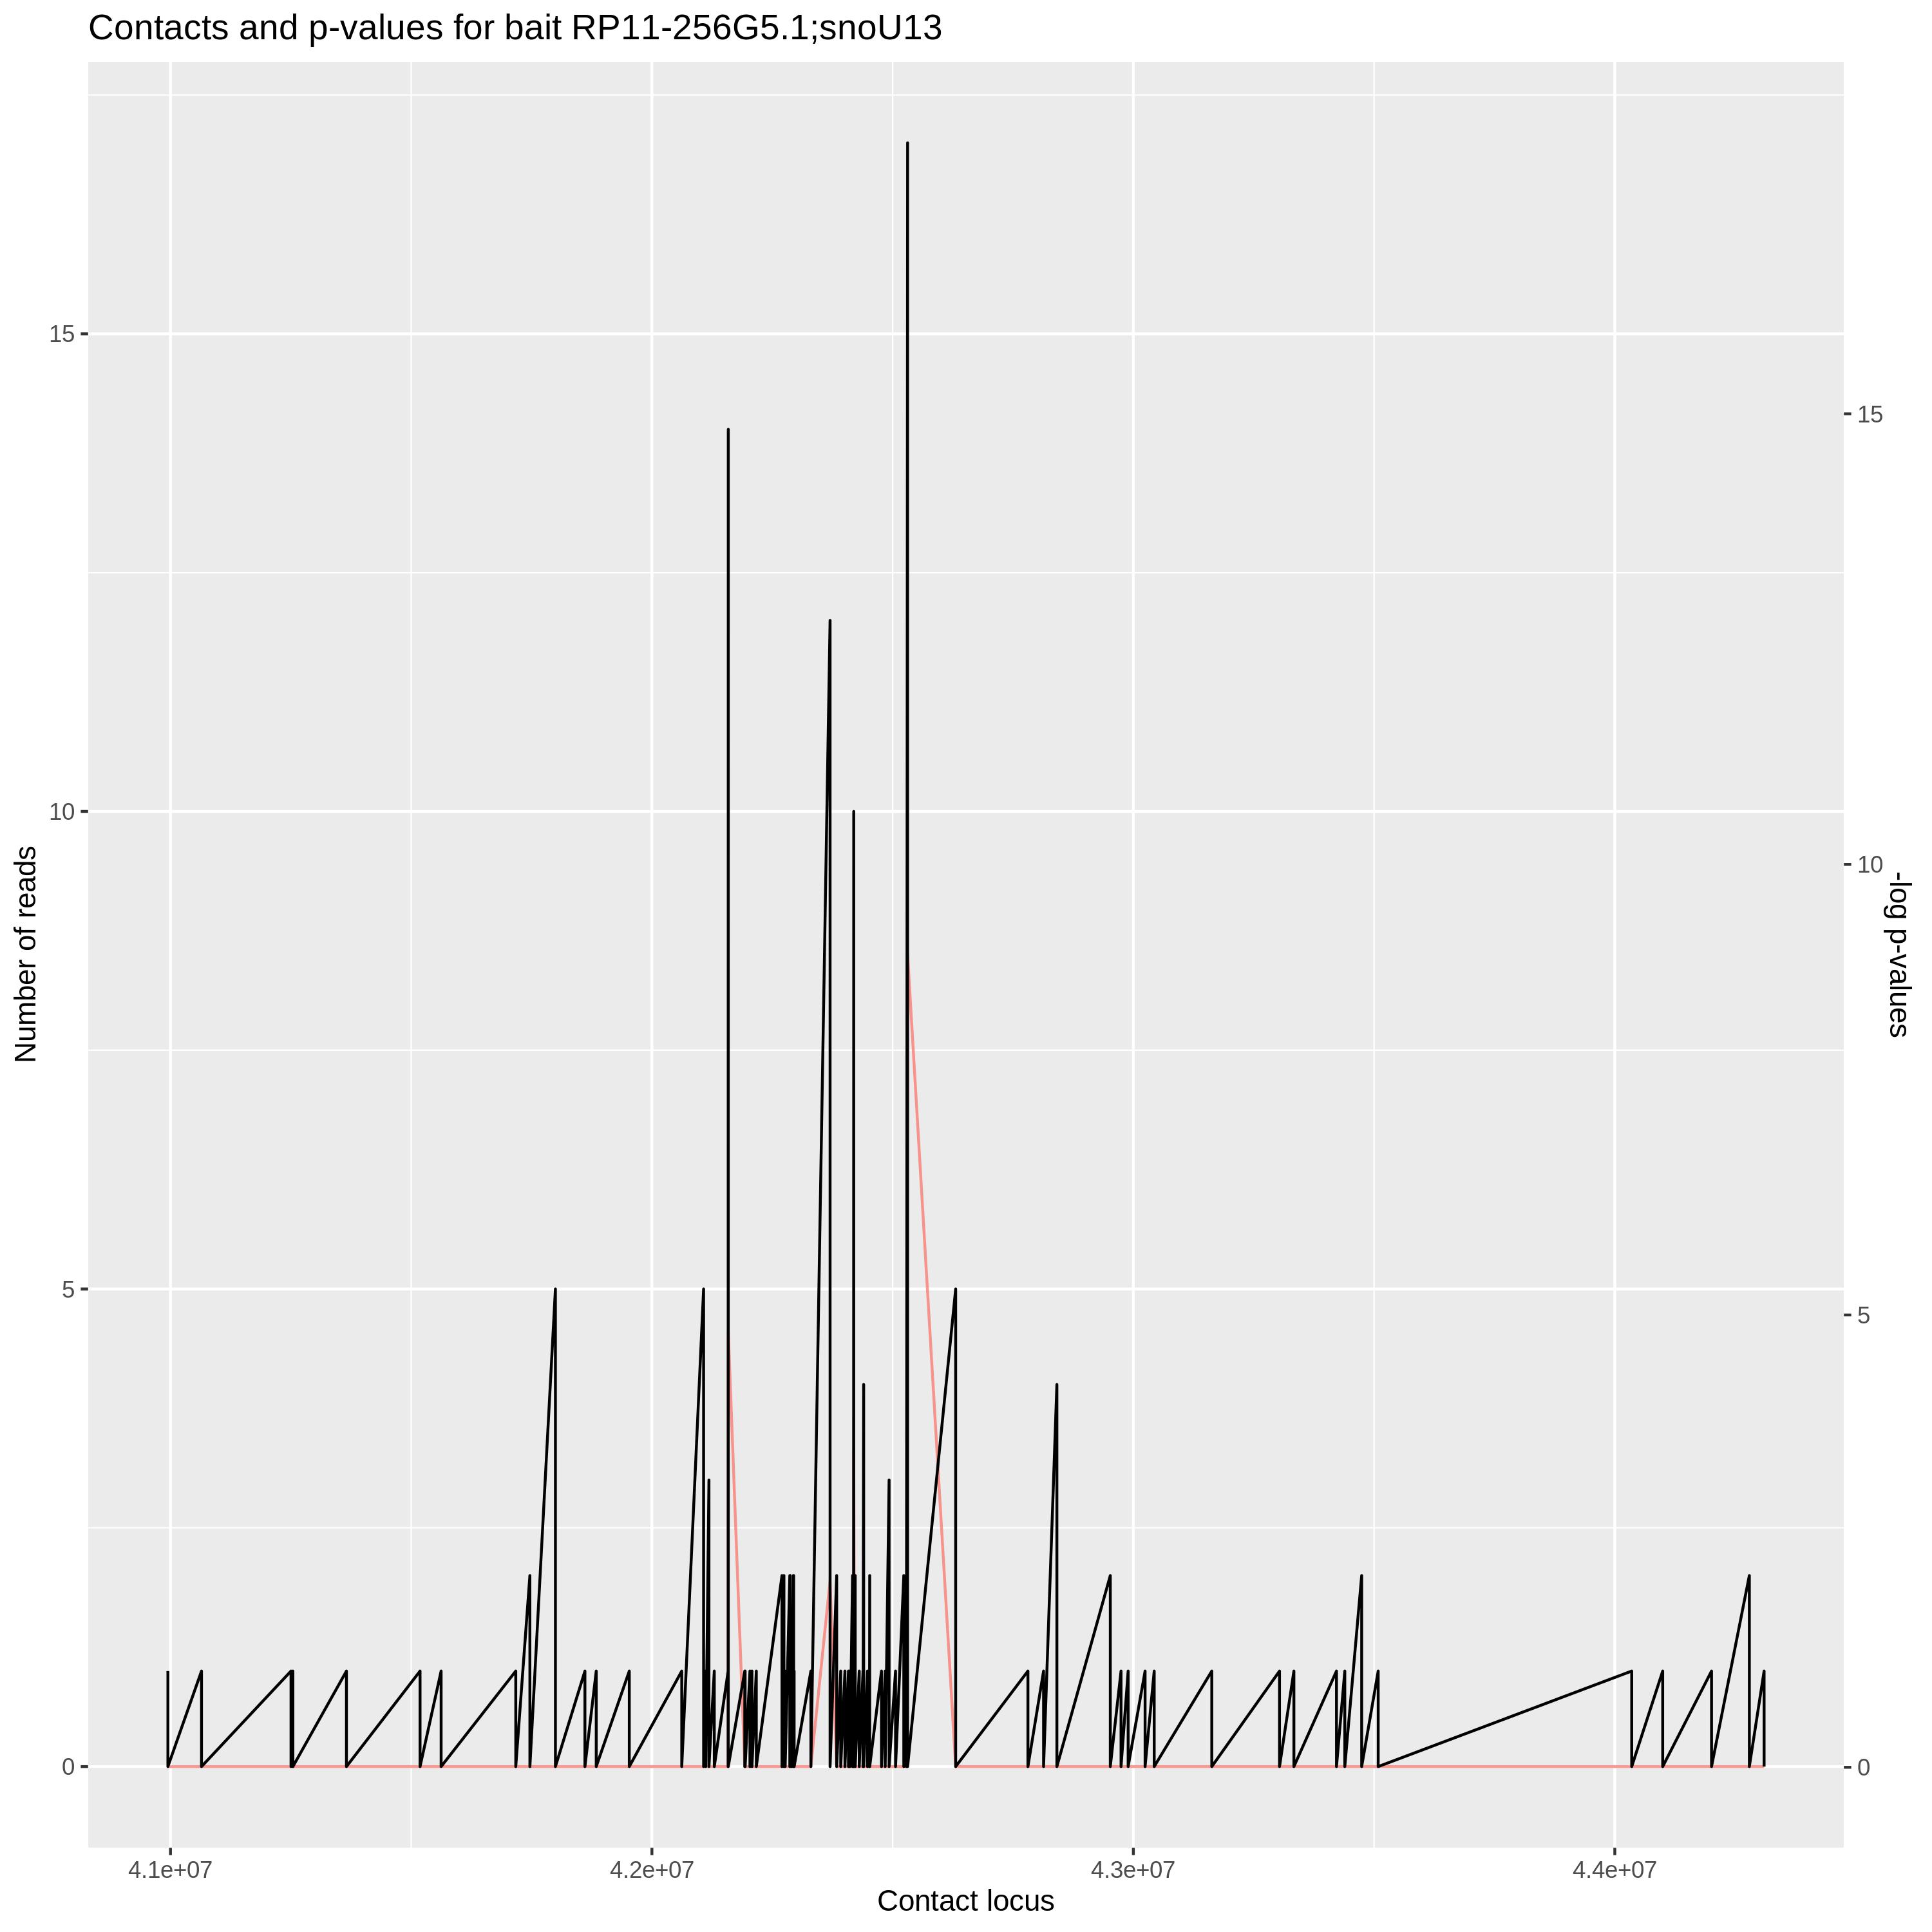 Contacts and p-values for bait RP11-256G5.1;snoU13
15
10
5
0
Number of reads
15
10
5
0
-log p-values
4.1e+07
4.2e+07
4.3e+07
4.4e+07
Contact locus